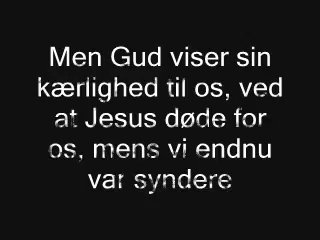 Men Gud viser sin
kærlighed til os, ved
at Jesus døde for
os, mens vi endnu
var syndere